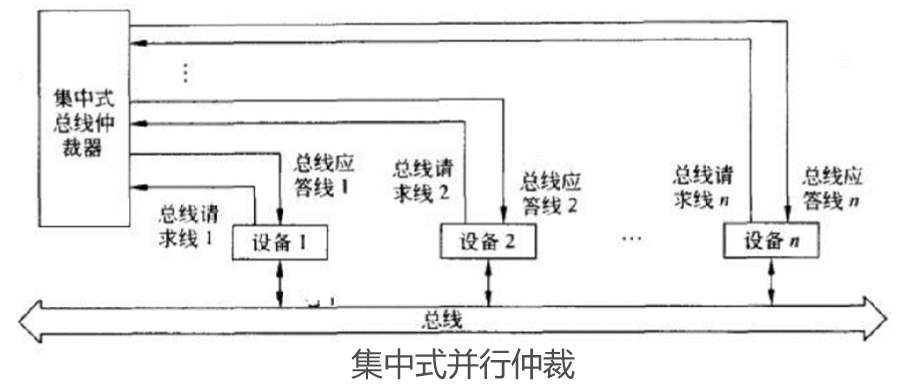 集中式
总线仲
裁器
⋮
总线应
答线 1
总线请
求线 1
设备 1
总线请
求线 2
总线应
答线 2
设备 2
…
总线请
求线 n
总线应
答线 n
设备 n
总线
集中式并行仲裁